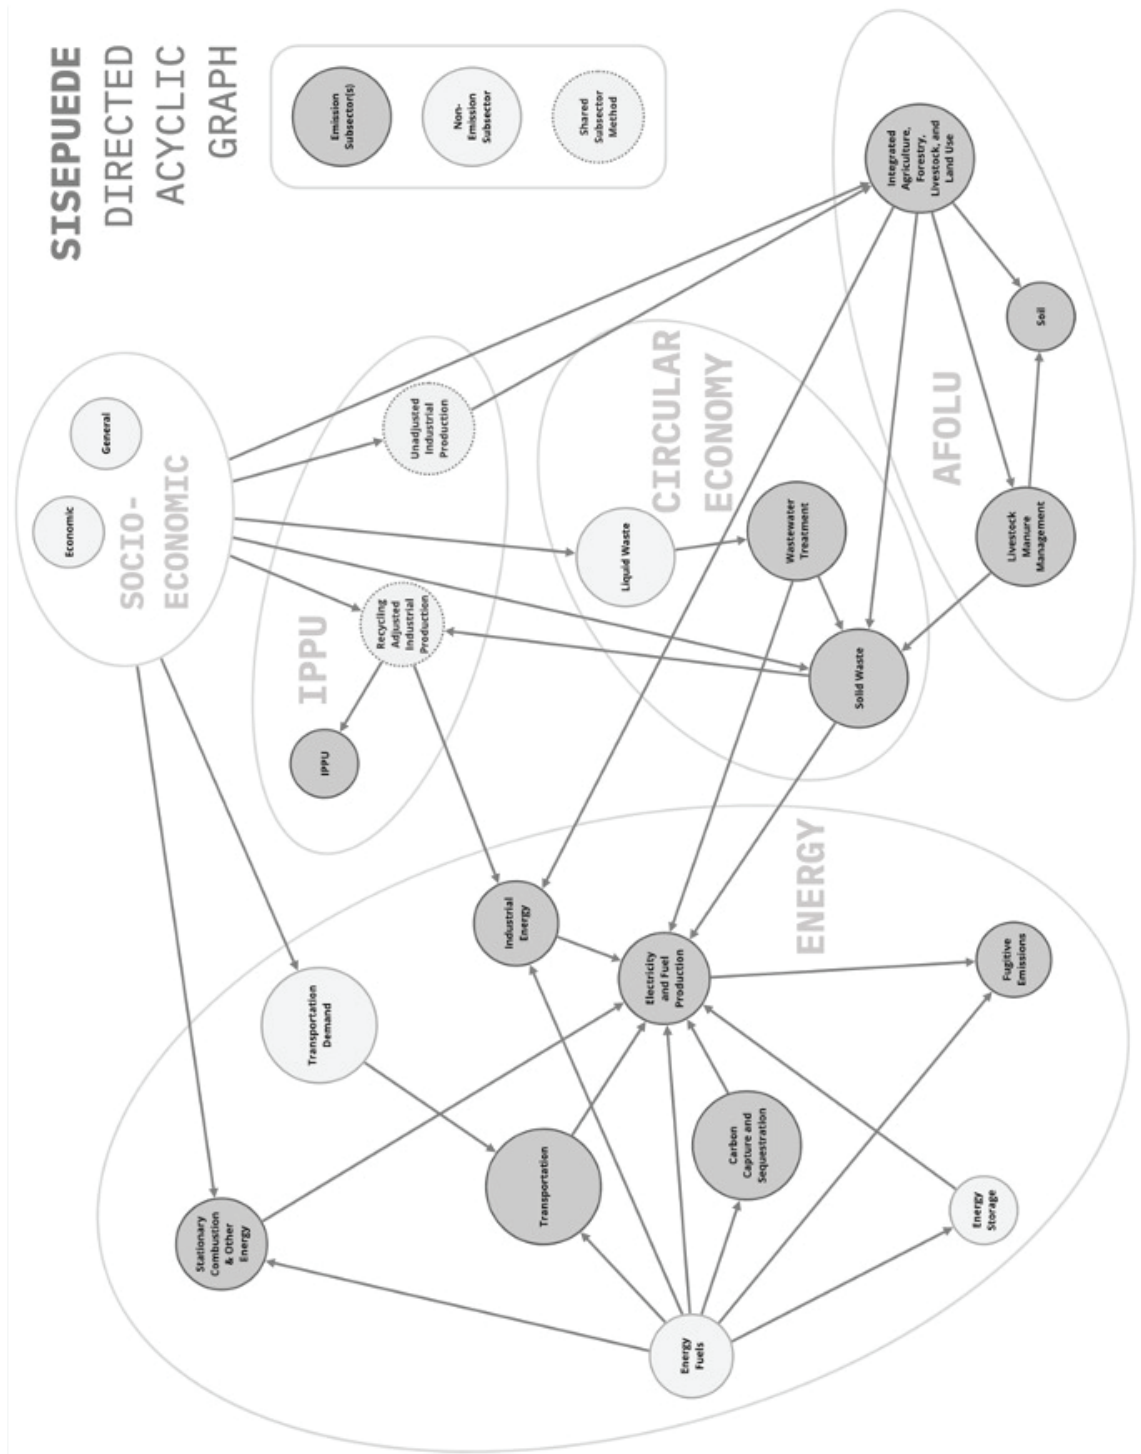 SISEPUEDE
DIRECTED
ACYCLIC
GRAPH
Emission
Subsector(s)
Non-
Emission
Subsector
Shared
Subsector
Method
General
Economic
SOCIO-
ECONOMIC
Unadjusted
Industrial
Production
Recycling
Adjusted
Industrial
Production
IPPU
IPPU
CIRCULAR
ECONOMY
Liquid Waste
Wastewater
Treatment
Solid Waste
Integrated
Agriculture,
Forestry,
Livestock, and
Land Use
Soil
AFOLU
Livestock
Manure
Management
ENERGY
Industrial
Energy
Electricity
and Fuel
Production
Fugitive
Emissions
Transportation
Demand
Transportation
Carbon
Capture and
Sequestration
Stationary
Combustion
& Other
Energy
Energy
Storage
Energy
Fuels